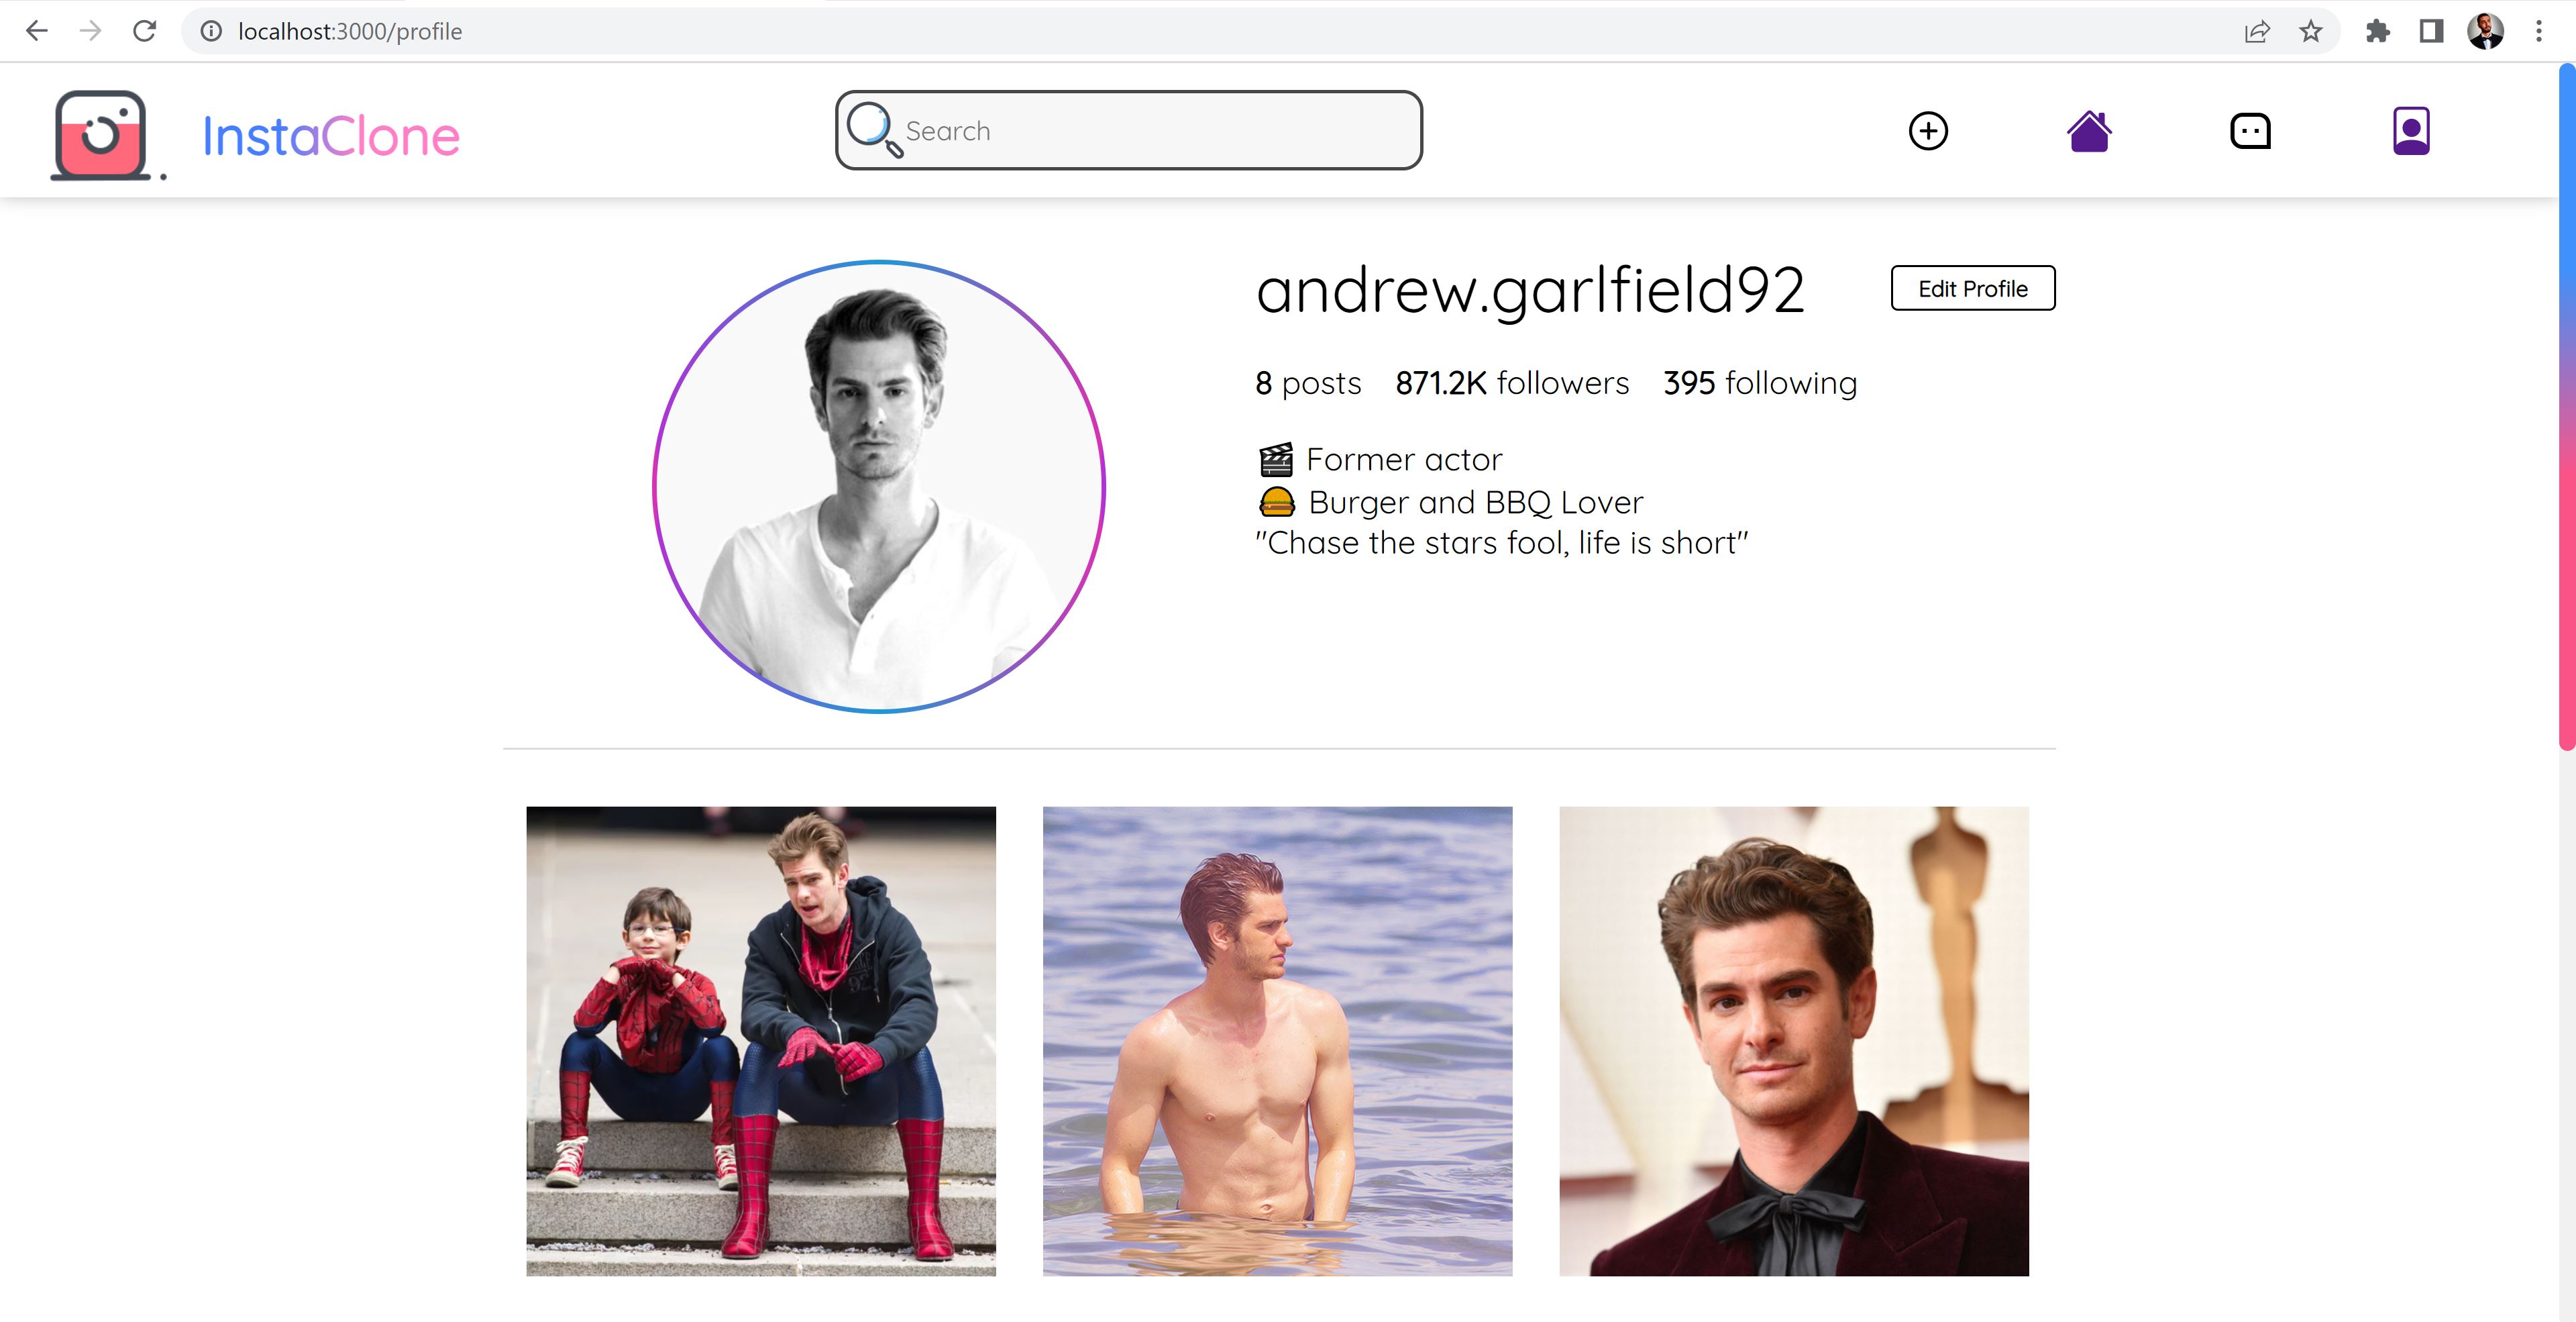 localhost:3000/profile
InstaClone
Search
andrew.garlfield92
Edit Profile
8 posts 871.2K followers 395 following
Former actor
Burger and BBQ Lover
"Chase the stars fool, life is short"